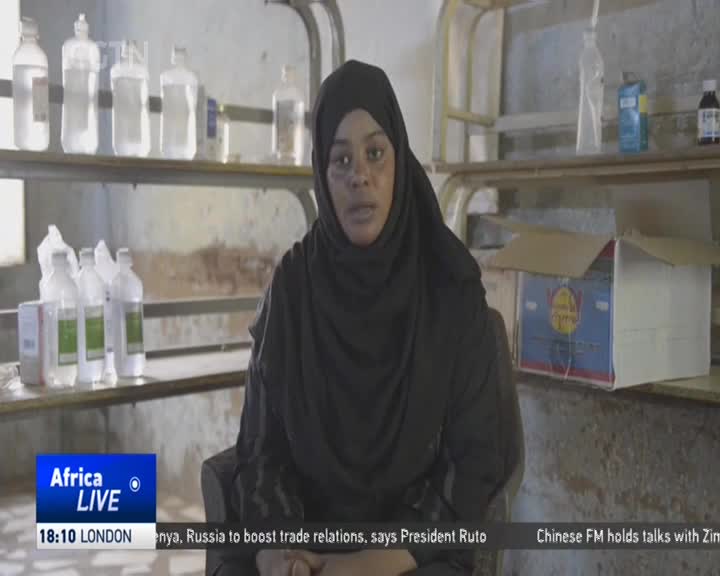 CGTN
Africa
LIVE
18:10 LONDON
enya, Russia to boost trade relations, says President Ruto Chinese FM holds talks with Zim